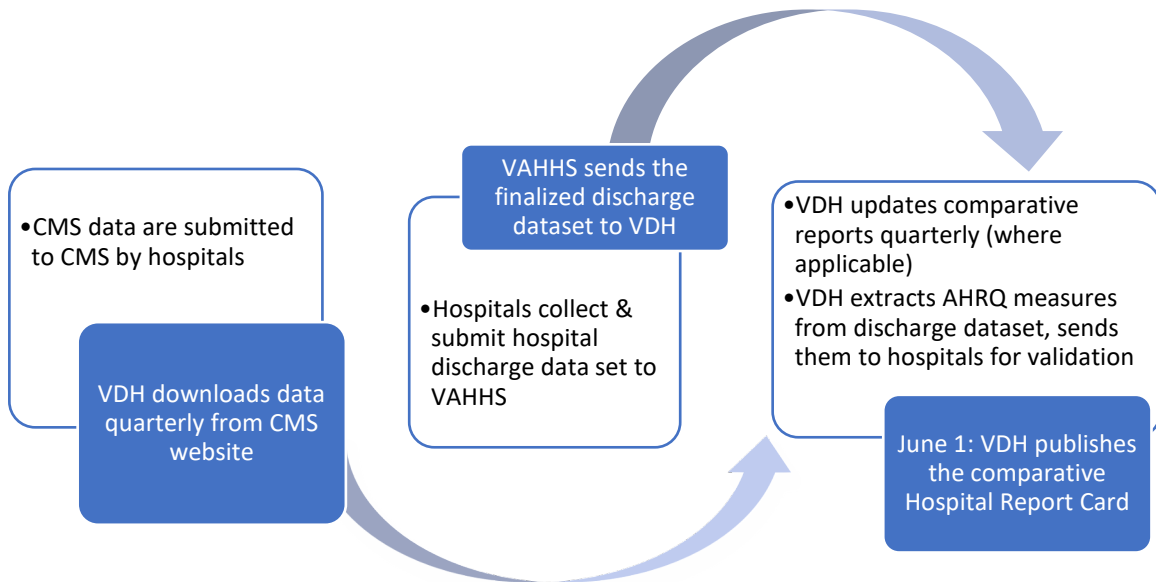 •CMS data are submitted
to CMS by hospitals
VDH downloads data
quarterly from CMS
website
VAHHS sends the
finalized discharge
dataset to VDH
•Hospitals collect &
submit hospital
discharge data set to
VAHHS
•VDH updates comparative
reports quarterly (where
applicable)
•VDH extracts AHRQ measures
from discharge dataset, sends
them to hospitals for validation
June 1: VDH publishes
the comparative
Hospital Report Card